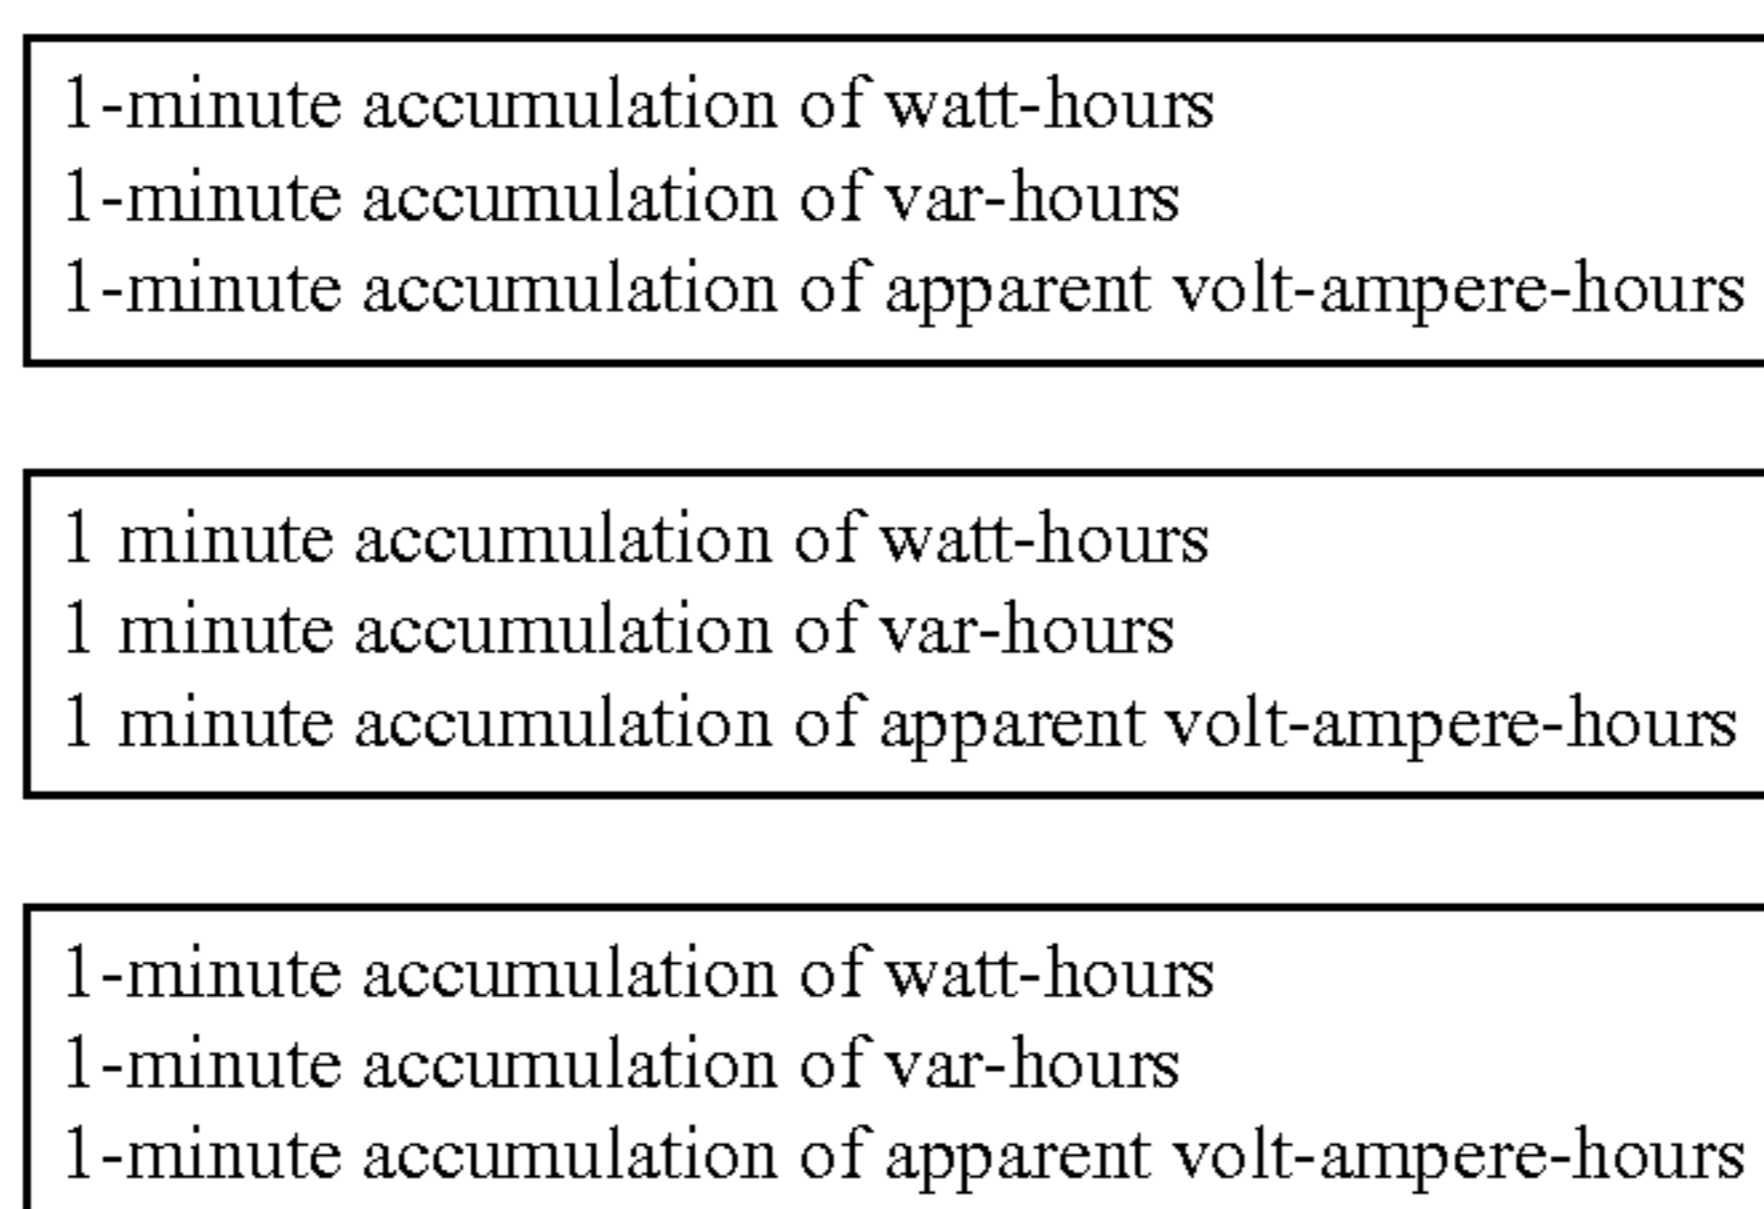 1-minute accumulation of watt-hours
1-minute accumulation of var-hours
1-minute accumulation of apparent volt-ampere-hours
1 minute accumulation of watt-hours
1 minute accumulation of var-hours
1 minute accumulation of apparent volt-ampere-hours
1-minute accumulation of watt-hours
1-minute accumulation of var-hours
1-minute accumulation of apparent volt-ampere-hours